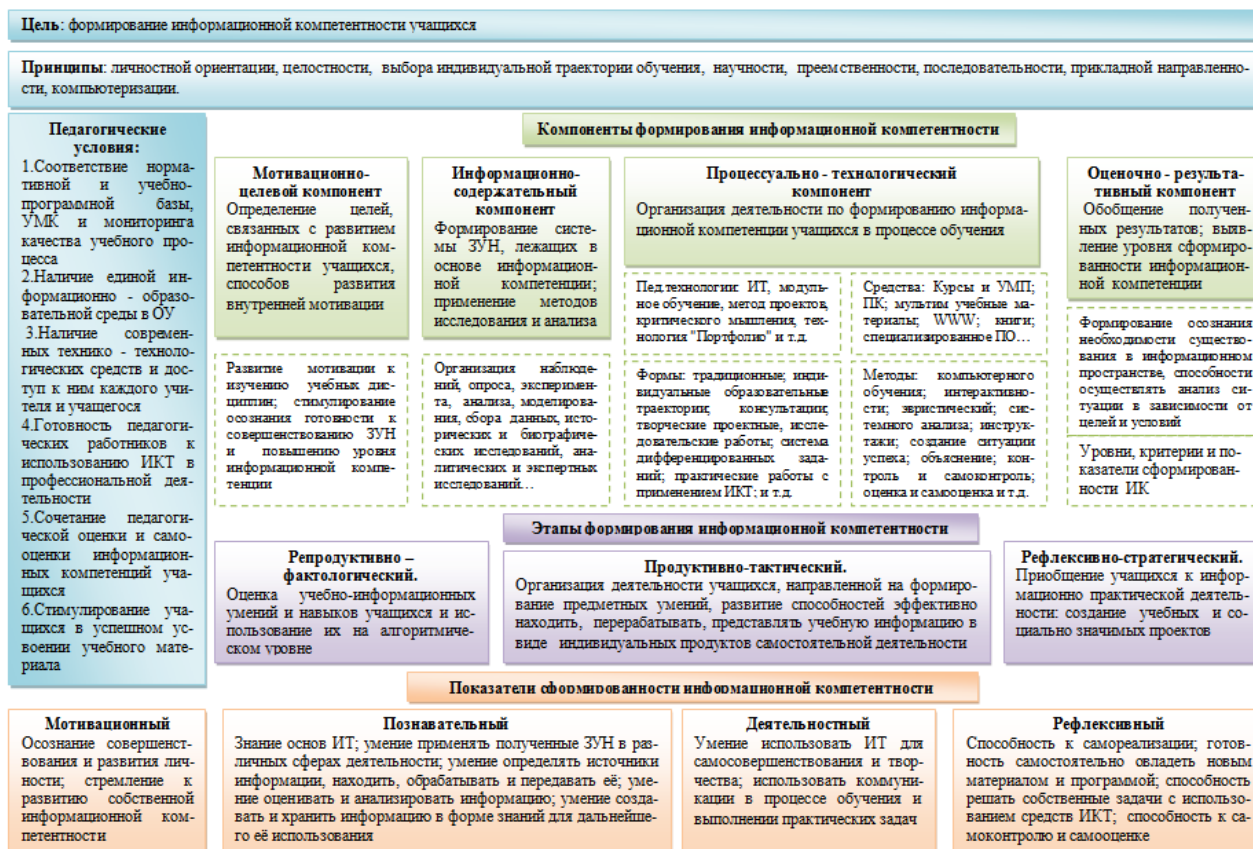 Цель: формирование информационной компетентности учащихся
Принципы: личностной ориентации, целостности, выбора индивидуальной траектории обучения, научности, преемственности, последовательности, прикладной направленно-
сти, компьютеризации.
Педагогические
условия:
1.Соответствие норма-
тивной и учебно-
программной базы,
УМК и мониторинга
качества учебного про-
цесса
2.Наличие единой ин-
формационно - образо-
вательной среды в ОУ
3.Наличие современ-
ных технико - техноло-
гических средств и дос-
туп к ним каждого учи-
теля и учащегося
4.Готовность педагоги-
ческих работников к
использованию ИКТ в
профессиональной дея-
тельности
5.Сочетание педагоги-
ческой оценки и само-
оценки информацион-
ных компетенций уча-
щихся
6.Стимулирование уча-
щихся в успешном ус-
воении учебного мате-
риала
Компоненты формирования информационной компетентности
Мотивационно-
целевой компонент
Определение целей,
связанных с развитием
информационной ком-
петентности учащихся,
способов развития
внутренней мотивации
Развитие мотивации к
изучению учебных дис-
циплин; стимулирование
осознания готовности к
совершенствованию ЗУН
и повышению уровня
информационной компе-
тенции
Информационно-
содержательный
компонент
Формирование систе-
мы ЗУН, лежащих в
основе информацион-
ной компетенции;
применение методов
исследования и анализа
Организация наблюде-
ний, опроса, эксперимен-
та, анализа, моделирова-
ния, сбора данных, исто-
рических и биографиче-
ских исследований, ана-
литических и экспертных
исследований…
Процессуально - технологический
компонент
Организация деятельности по формированию информа-
ционной компетенции учащихся в процессе обучения
Пед.технологии: ИТ, модуль-
ное обучение, метод проектов,
критического мышления, тех-
нология "Портфолио" и т.д.
Средства: Курсы и УМП;
ПК; мультим учебные ма-
териалы; WWW; книги;
специализированное ПО…
Формы: традиционные; инди-
видуальные образовательные
траектории; консультации;
творческие проектные, иссле-
довательские работы; система
дифференцированных зада-
ний; практические работы с
применением ИКТ; и т.д.
Методы: компьютерного
обучения; интерактивно-
сти; эвристический; сис-
темного анализа; инструк-
тажи; создание ситуации
успеха; объяснение; кон-
троль и самоконтроль;
оценка и самооценка и т.д.
Оценочно - результа-
тивный компонент
Обобщение получен-
ных результатов; выяв-
ление уровня сформиро-
ванности информацион-
ной компетенции
Формирование осознания
необходимости существо-
вания в информационном
пространстве, способности
осуществлять анализ си-
туации в зависимости от
целей и условий
Уровни, критерии и по-
казатели сформирован-
ности ИК
Этапы формирования информационной компетентности
Репродуктивно –
фактологический.
Оценка учебно-информационных
умений и навыков учащихся и ис-
пользование их на алгоритмиче-
ском уровне
Продуктивно-тактический.
Организация деятельности учащихся, направленной на формиро-
вание предметных умений, развитие способностей эффективно
находить, перерабатывать, представлять учебную информацию в
виде индивидуальных продуктов самостоятельной деятельности
Рефлексивно-стратегический.
Приобщение учащихся к инфор-
мационно практической деятель-
ности: создание учебных и со-
циально значимых проектов
Показатели сформированности информационной компетентности
Мотивационный
Осознание совершенст-
вования и развития лич-
ности; стремление к
развитию собственной
информационной ком-
петентности
Познавательный
Знание основ ИТ; умение применять полученные ЗУН в раз-
личных сферах деятельности; умение определять источники
информации, находить, обрабатывать и передавать её; уме-
ние оценивать и анализировать информацию; умение созда-
вать и хранить информацию в форме знаний для дальнейше-
го её использования
Деятельностный
Умение использовать ИТ для
самосовершенствования и твор-
чества; использовать коммуни-
кации в процессе обучения и
выполнении практических задач
Рефлексивный
Способность к самореализации; готов-
ность самостоятельно овладеть новым
материалом и программой; способность
решать собственные задачи с использо-
ванием средств ИКТ; способность к са-
моконтролю и самооценке